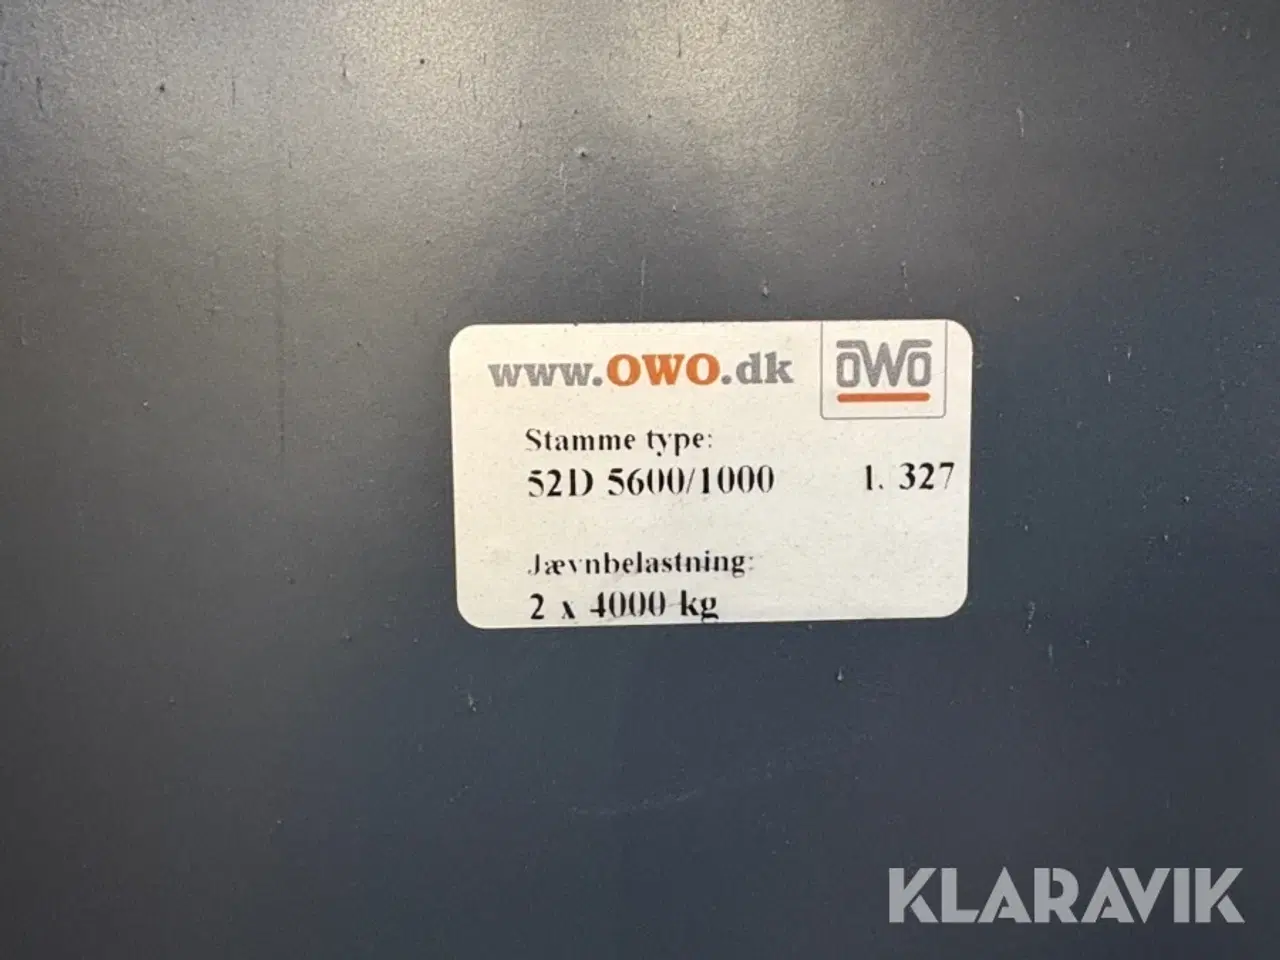 www.OWO.dk
OWO
Stamme type:
52D 5600/1000 1. 327
Jævnbelastning:
2 x 4000 kg
KLARAVIK